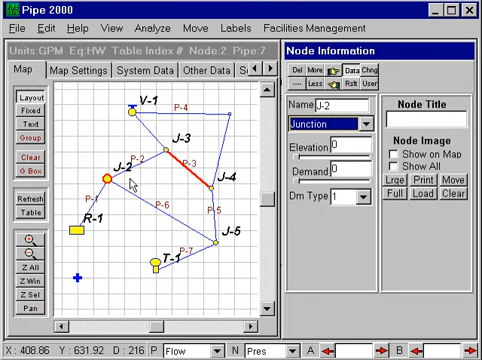 Pipe 2000
File Edit View Analyze Move Labels Facilities Management
Units:GPM Eq:HW Table Index # Node:2 Pipe:7
Map Map Settings System Data Other Data
Layout
Fixed
Text
Group
Clear
G Box
Refresh
Table
Z All
Z Win
Z Sel
Pan
V-1
P-4
J-3
P-2
J-2
P-3
J-4
P-1
P-5
P-6
R-1
J-5
P-7
T-1
Node Information
Del More Data Chng
---- Less Rslt User
Name J-2
Junction
Elevation 0
Demand 0
Dm Type 1
Node Title
Node Image
Show on Map
Show All
Lrge Print Move
Full Load Clear
X : 408.86 Y : 631.92 D : 216 P Flow N Pres A B